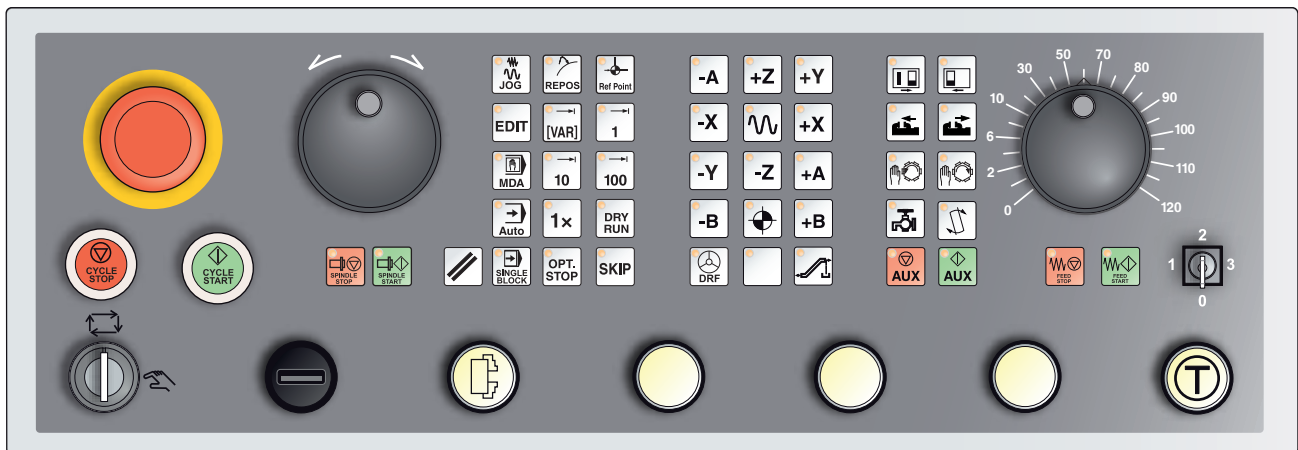 50 70
30 80
10 90
6 100
2 110
0 120
JOG REPOS Ref Point
-A +Z +Y
EDIT [VAR] 1
-X +X
MDA 10 100
-Y -Z +A
Auto 1× DRY RUN
-B +B
CYCLE STOP
CYCLE START
SPINDLE STOP
SPINDLE START
SINGLE BLOCK
OPT. STOP
SKIP
DRF
AUX AUX
FEED STOP
FEED START
2
1 3
0
T